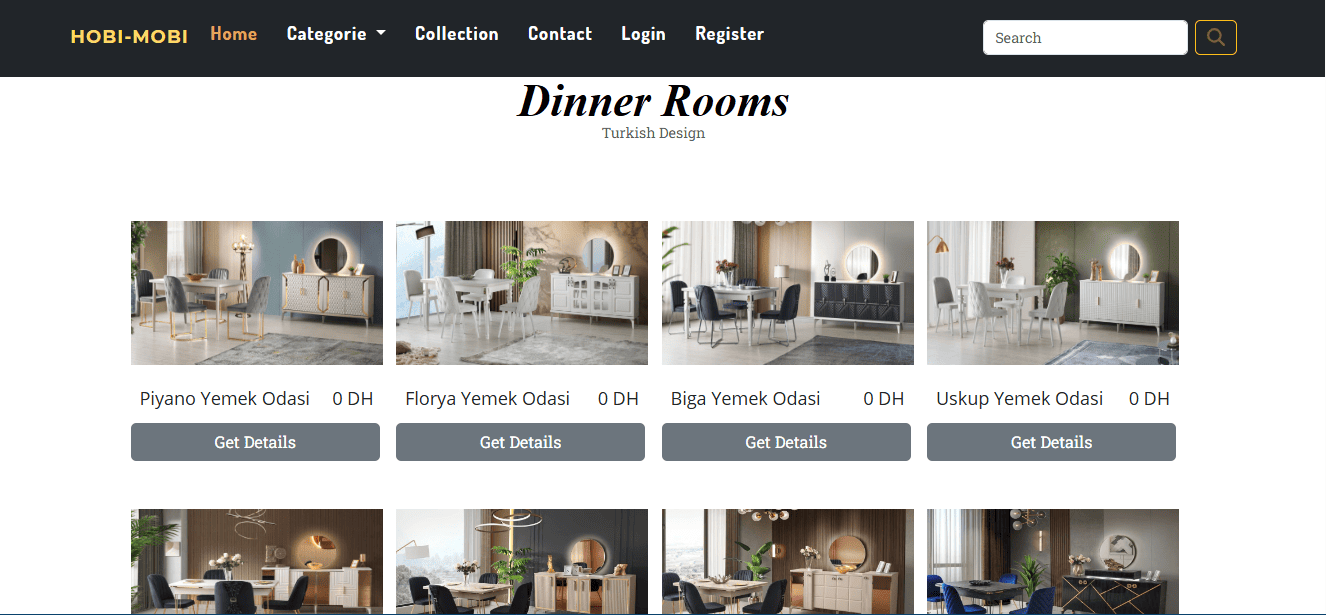 HOBI-MOBI Home Categorie Collection Contact Login Register Search
Dinner Rooms
Turkish Design
Piyano Yemek Odasi 0 DH
Florya Yemek Odasi 0 DH
Biga Yemek Odasi 0 DH
Uskup Yemek Odasi 0 DH
Get Details
Get Details
Get Details
Get Details